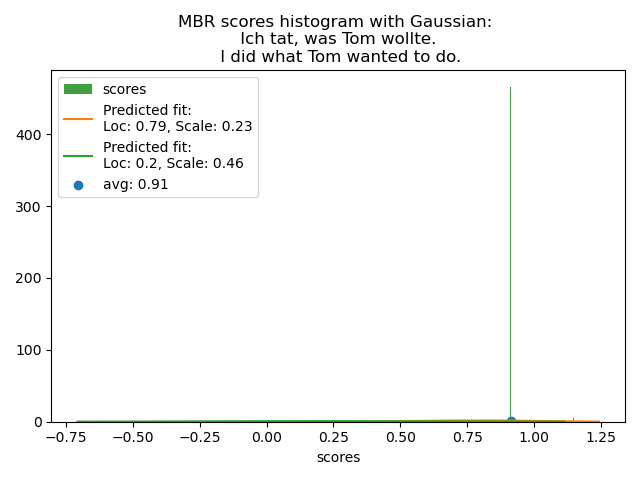 MBR scores histogram with Gaussian:
Ich tat, was Tom wollte.
I did what Tom wanted to do.
scores
Predicted fit:
Loc: 0.79, Scale: 0.23
Predicted fit:
Loc: 0.2, Scale: 0.46
avg: 0.91
400
300
200
100
0
−0.75
−0.50
−0.25
0.00
0.25
0.50
0.75
1.00
1.25
scores